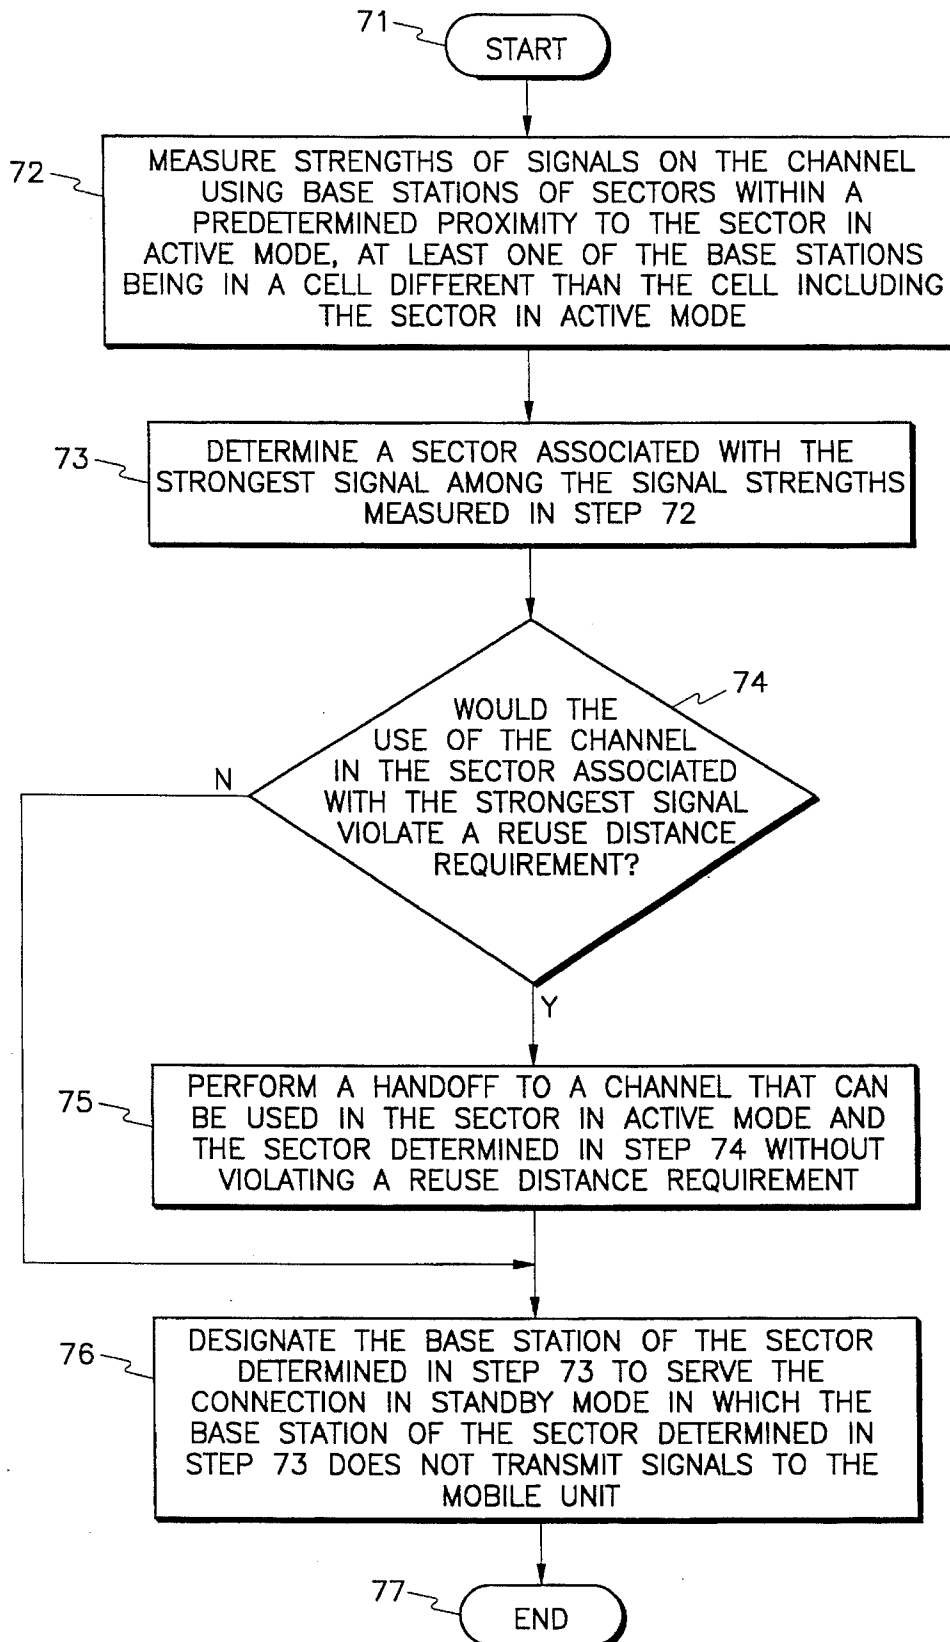 71
START
72
MEASURE STRENGTHS OF SIGNALS ON THE CHANNEL
USING BASE STATIONS OF SECTORS WITHIN A
PREDETERMINED PROXIMITY TO THE SECTOR IN
ACTIVE MODE, AT LEAST ONE OF THE BASE STATIONS
BEING IN A CELL DIFFERENT THAN THE CELL INCLUDING
THE SECTOR IN ACTIVE MODE
73
DETERMINE A SECTOR ASSOCIATED WITH THE
STRONGEST SIGNAL AMONG THE SIGNAL STRENGTHS
MEASURED IN STEP 72
74
WOULD THE
USE OF THE CHANNEL
IN THE SECTOR ASSOCIATED
WITH THE STRONGEST SIGNAL
VIOLATE A REUSE DISTANCE
REQUIREMENT?
N
Y
75
PERFORM A HANDOFF TO A CHANNEL THAT CAN
BE USED IN THE SECTOR IN ACTIVE MODE AND
THE SECTOR DETERMINED IN STEP 74 WITHOUT
VIOLATING A REUSE DISTANCE REQUIREMENT
76
DESIGNATE THE BASE STATION OF THE SECTOR
DETERMINED IN STEP 73 TO SERVE THE
CONNECTION IN STANDBY MODE IN WHICH THE
BASE STATION OF THE SECTOR DETERMINED IN
STEP 73 DOES NOT TRANSMIT SIGNALS TO THE
MOBILE UNIT
77
END